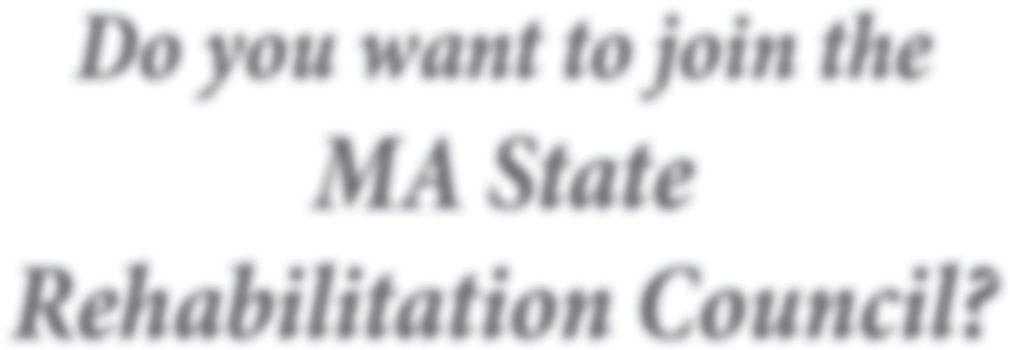 Do you want to join the
MA State
Rehabilitation Council?